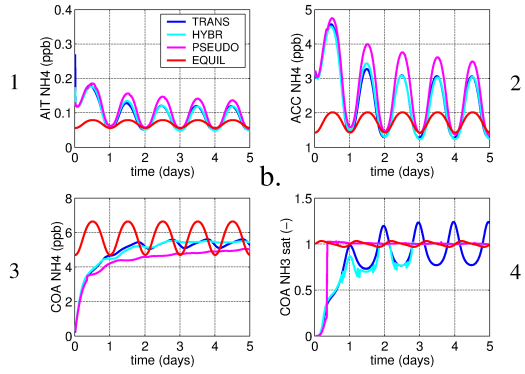 0.4
0.3
0.2
0.1
0
AIT NH4 (ppb)
TRANS
HYBR
PSEUDO
EQUIL
0 1 2 3 4 5
time (days)
1
5
4
3
2
1
ACC NH4 (ppb)
0 1 2 3 4 5
time (days)
2
b.
8
6
4
2
0
COA NH4 (ppb)
0 1 2 3 4 5
time (days)
3
1.5
1
0.5
0
COA NH3 sat (−)
0 1 2 3 4 5
time (days)
4